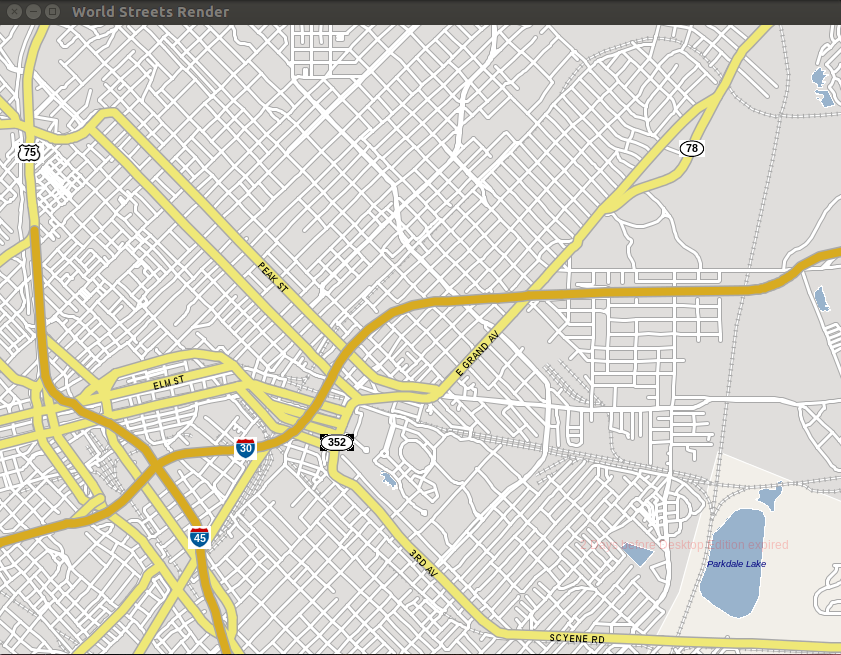 World Streets Render
75
78
PEAK ST
E GRAND AV
ELM ST
352
30
45
before Desktop Edition expired
3RD AV
Parkdale Lake
SCYENE RD